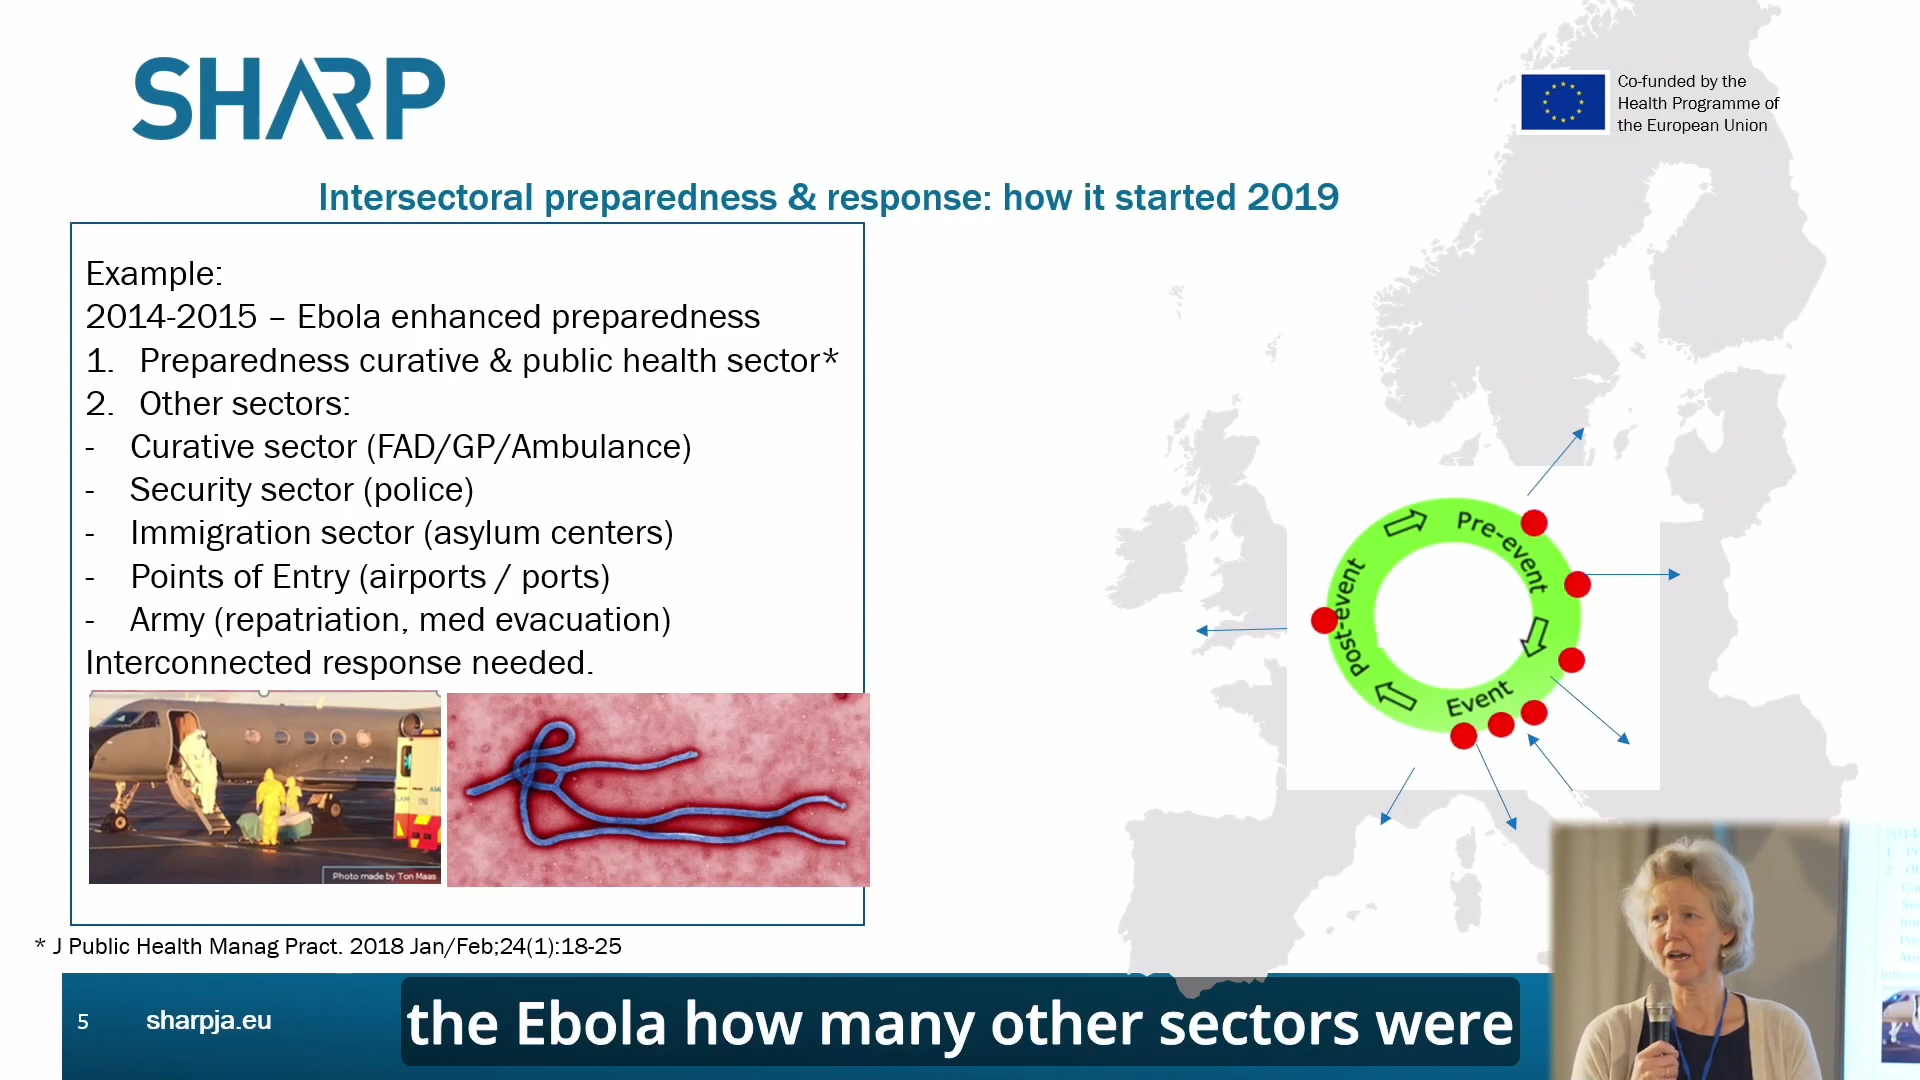 SHARP
Co-funded by the
Health Programme of
the European Union
Intersectoral preparedness & response: how it started 2019
Example:
2014-2015 – Ebola enhanced preparedness
1. Preparedness curative & public health sector*
2. Other sectors:
- Curative sector (FAD/GP/Ambulance)
- Security sector (police)
- Immigration sector (asylum centers)
- Points of Entry (airports / ports)
- Army (repatriation, med evacuation)
Interconnected response needed.
Photo made by Ton Maas
Pre-event
Event
Post-event
* J Public Health Manag Pract. 2018 Jan/Feb;24(1):18-25
5
sharpja.eu
the Ebola how many other sectors were